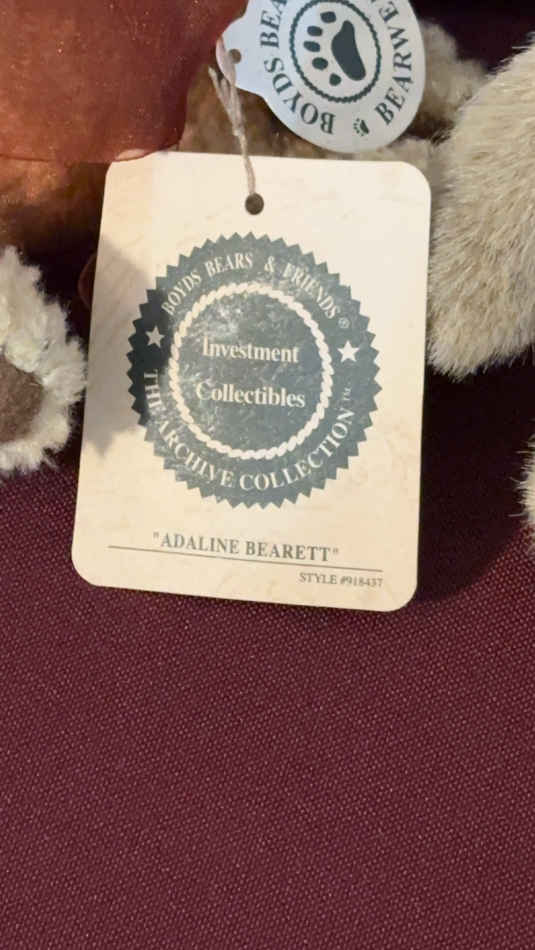 BOYDS BEA
BEARWE
BOYDS BEARS & FRIENDS®
Investment
Collectibles
THE ARCHIVE COLLECTION™
"ADALINE BEARETT"
STYLE #918437